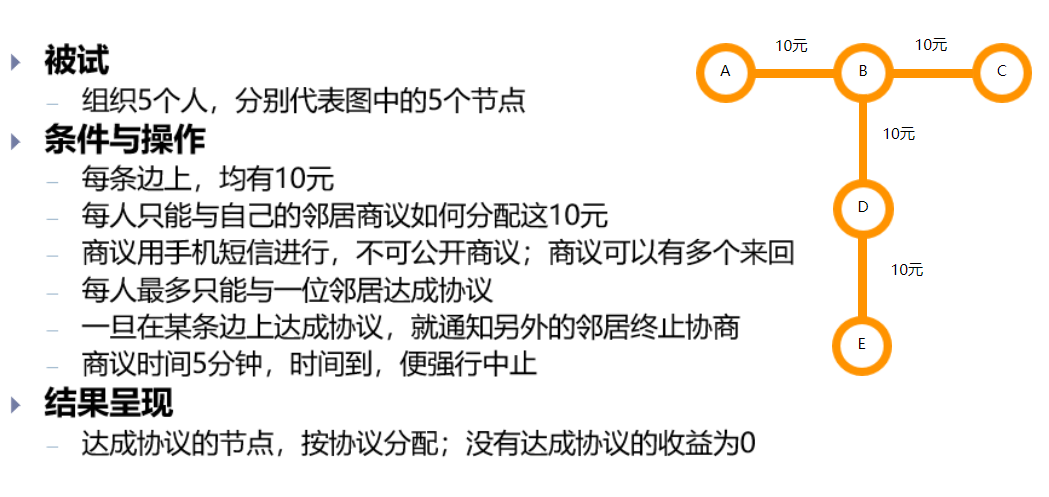 被试
– 组织5个人，分别代表图中的5个节点
条件与操作
– 每条边上，均有10元
– 每人只能与自己的邻居商议如何分配这10元
– 商议用手机短信进行，不可公开商议；商议可以有多个来回
– 每人最多只能与一位邻居达成协议
– 一旦在某条边上达成协议，就通知另外的邻居终止协商
– 商议时间5分钟，时间到，便强行中止
结果呈现
– 达成协议的节点，按协议分配；没有达成协议的收益为0
10元
10元
A
B
C
10元
D
10元
E